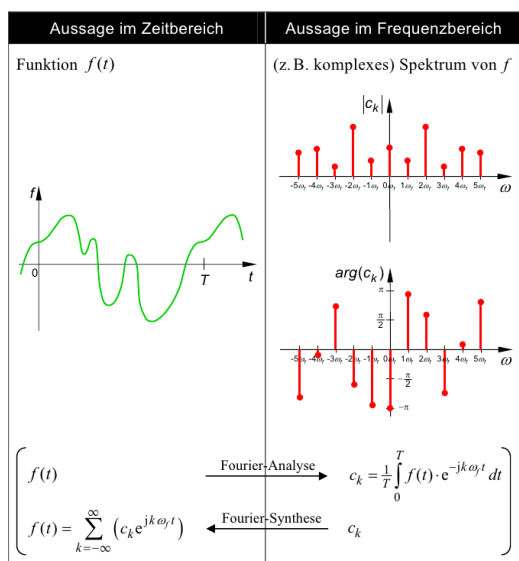 Aussage im Zeitbereich
Aussage im Frequenzbereich
Funktion f(t)
(z. B. komplexes) Spektrum von f
|c_k|
-5ω_f -4ω_f -3ω_f -2ω_f -1ω_f 0ω_f 1ω_f 2ω_f 3ω_f 4ω_f 5ω_f
ω
f
0
T
t
arg(c_k)
π
π/2
-5ω_f -4ω_f -3ω_f -2ω_f -1ω_f 0ω_f 1ω_f 2ω_f 3ω_f 4ω_f 5ω_f
ω
-π/2
-π
f(t) Fourier-Analyse c_k = 1/T ∫_0^T f(t) · e^{-jkω_f t} dt
f(t) = ∑_{k=-∞}^{∞} (c_k e^{jkω_f t}) Fourier-Synthese c_k